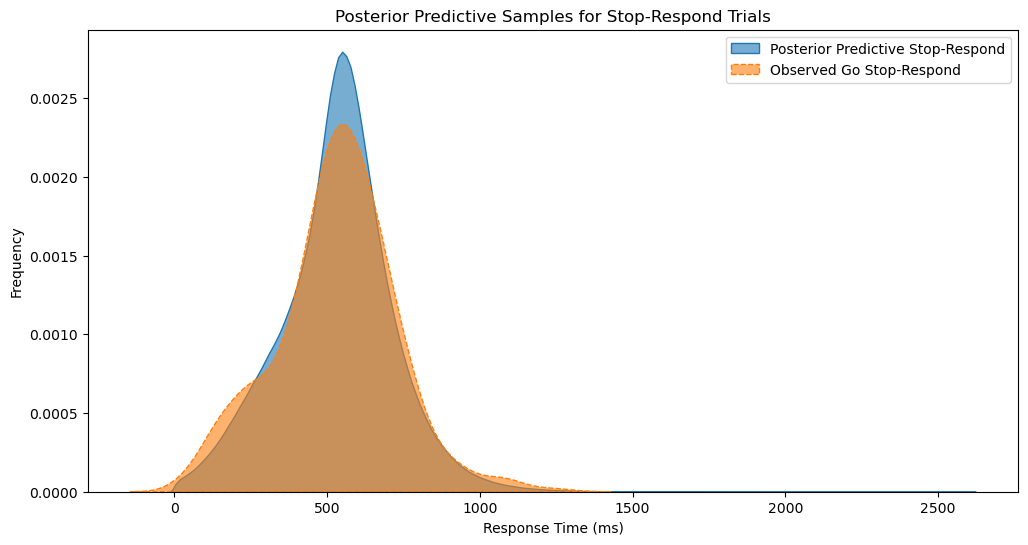 Posterior Predictive Samples for Stop-Respond Trials
Posterior Predictive Stop-Respond
Observed Go Stop-Respond
Frequency
0.0025
0.0020
0.0015
0.0010
0.0005
0.0000
0 500 1000 1500 2000 2500
Response Time (ms)